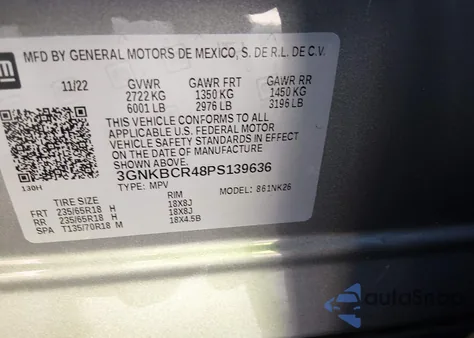 gm
MFD BY GENERAL MOTORS DE MEXICO, S. DE R.L. DE C.V.
11/22 GVWR GAWR FRT GAWR RR
2722 KG 1350 KG 1450 KG
6001 LB 2976 LB 3196 LB
THIS VEHICLE CONFORMS TO ALL
APPLICABLE U.S. FEDERAL MOTOR
VEHICLE SAFETY STANDARDS IN EFFECT
ON THE DATE OF MANUFACTURE
SHOWN ABOVE.
3GNKBCR48PS139636
130H TYPE: MPV MODEL: 861NK26
TIRE SIZE RIM
FRT 235/65R18 H 18X8J
RR 235/65R18 H 18X8J
SPA T135/70R18 M 18X4.5B